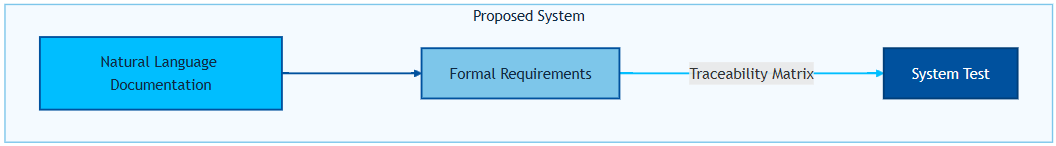 Proposed System
Natural Language
Documentation
Formal Requirements
Traceability Matrix
System Test